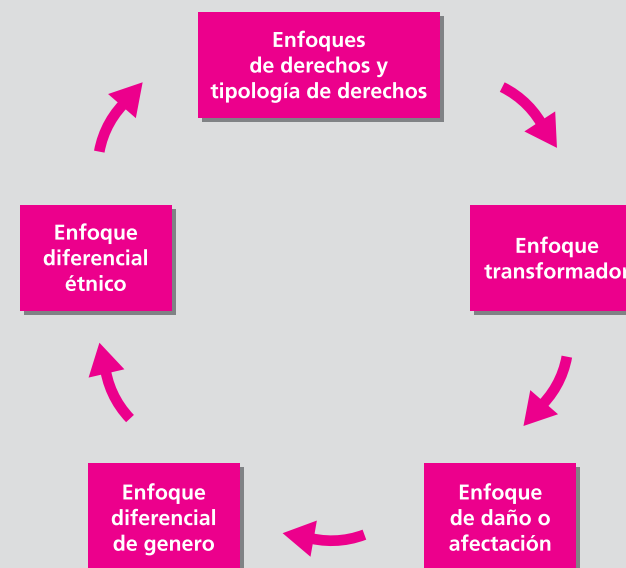 Enfoques
de derechos y
tipología de derechos
Enfoque
transformador
Enfoque
de daño o
afectación
Enfoque
diferencial
de genero
Enfoque
diferencial
étnico